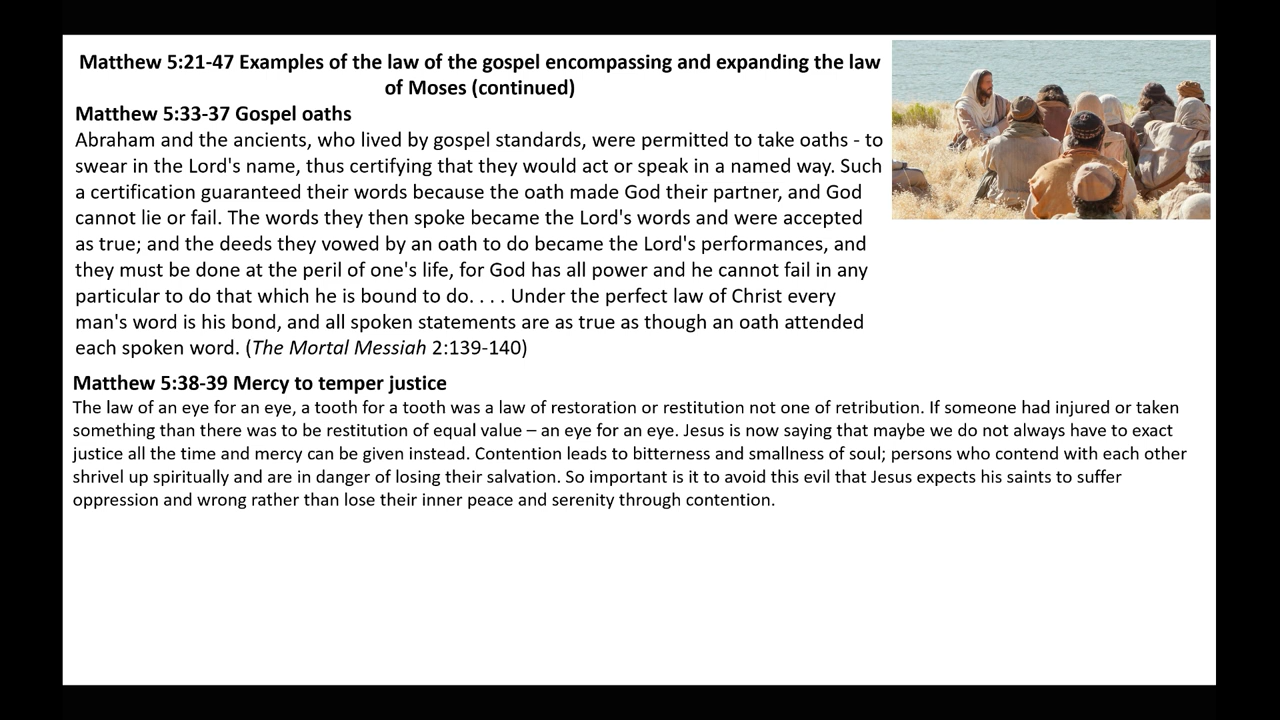 Matthew 5:21-47 Examples of the law of the gospel encompassing and expanding the law
of Moses (continued)
Matthew 5:33-37 Gospel oaths
Abraham and the ancients, who lived by gospel standards, were permitted to take oaths - to
swear in the Lord's name, thus certifying that they would act or speak in a named way. Such
a certification guaranteed their words because the oath made God their partner, and God
cannot lie or fail. The words they then spoke became the Lord's words and were accepted
as true; and the deeds they vowed by an oath to do became the Lord's performances, and
they must be done at the peril of one's life, for God has all power and he cannot fail in any
particular to do that which he is bound to do. . . . Under the perfect law of Christ every
man's word is his bond, and all spoken statements are as true as though an oath attended
each spoken word. (The Mortal Messiah 2:139-140)
Matthew 5:38-39 Mercy to temper justice
The law of an eye for an eye, a tooth for a tooth was a law of restoration or restitution not one of retribution. If someone had injured or taken
something than there was to be restitution of equal value – an eye for an eye. Jesus is now saying that maybe we do not always have to exact
justice all the time and mercy can be given instead. Contention leads to bitterness and smallness of soul; persons who contend with each other
shrivel up spiritually and are in danger of losing their salvation. So important is it to avoid this evil that Jesus expects his saints to suffer
oppression and wrong rather than lose their inner peace and serenity through contention.